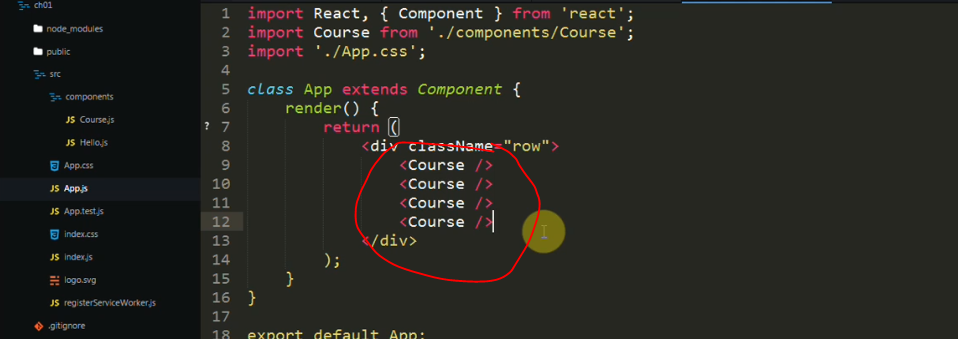 ch01
node_modules
public
src
components
JS Course.js
JS Hello.js
App.css
JS App.js
JS App.test.js
index.css
JS index.js
logo.svg
JS registerServiceWorker.js
.gitignore
1 import React, { Component } from 'react';
2 import Course from './components/Course';
3 import './App.css';
4
5 class App extends Component {
6 render() {
? 7 return (
8 <div className="row">
9 <Course />
10 <Course />
11 <Course />
12 <Course />
13 </div>
14 );
15 }
16 }
17
18 export default App;